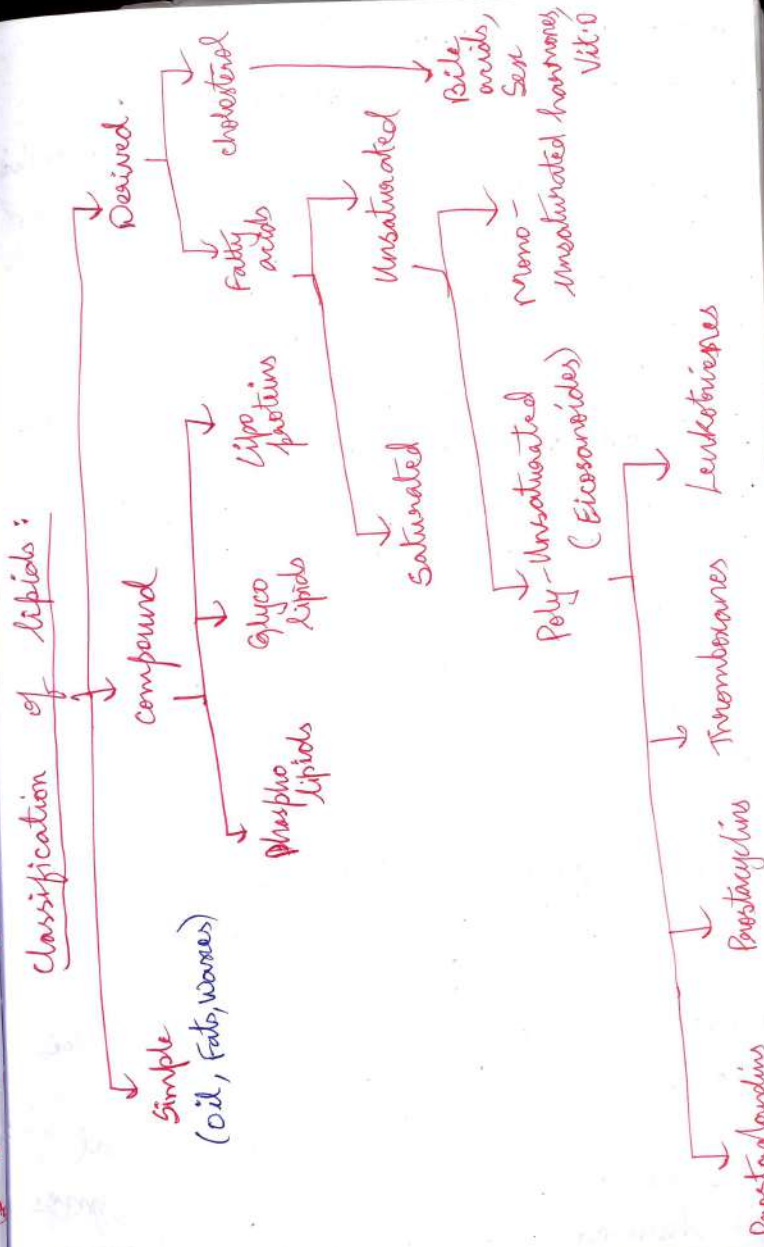 Classification of lipids:
Simple
(Oil, Fats, Waxes)
Compound
Derived.
Phospho
lipids
Glyco
lipids
Lipo
proteins
Fatty
acids
cholesterol
Saturated
Unsaturated
Bile
acids,
Sex
hormones,
Vit:D
Poly-Unsaturated
(Eicosanoides)
Mono-
Unsaturated
Prostaglandins
Prostacyclins
Thromboxanes
Leukotrienes